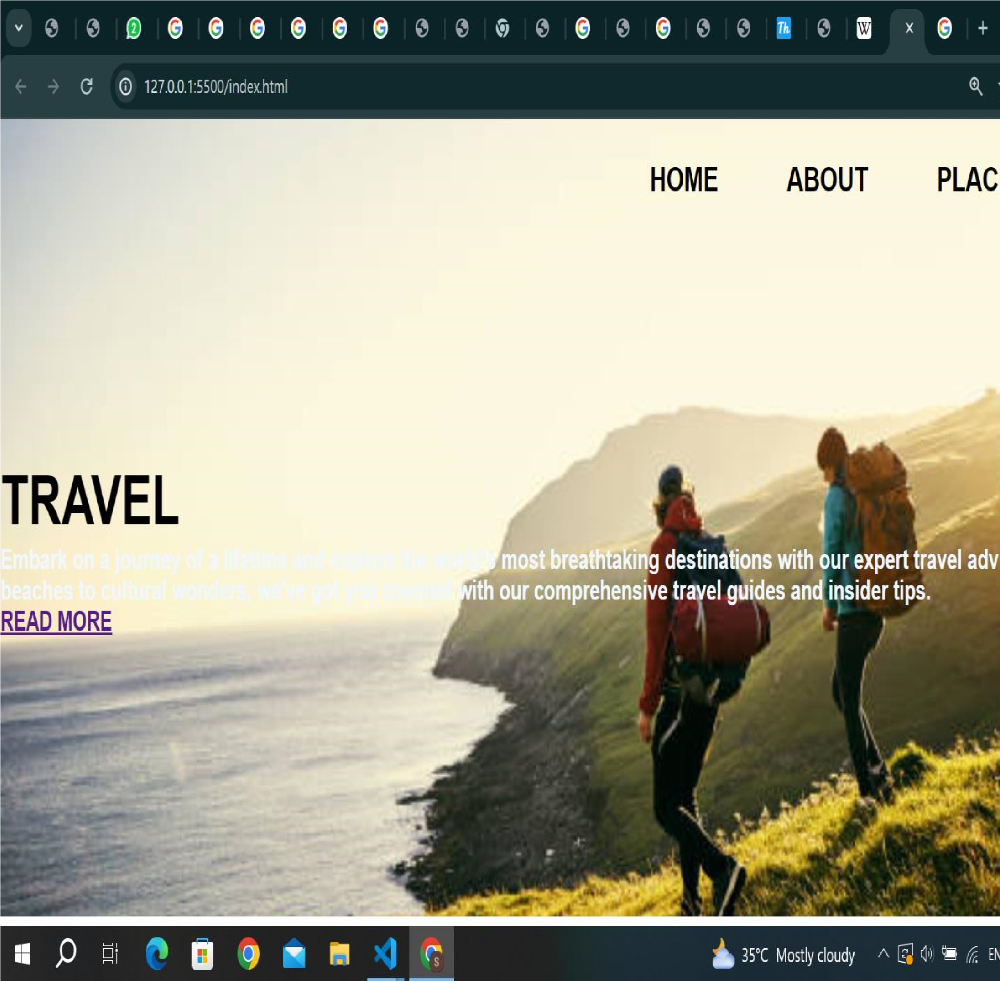 2
Th
W
127.0.0.1:5500/index.html
HOME ABOUT PLAC
TRAVEL
Embark on a journey of a lifetime and explore the world's most breathtaking destinations with our expert travel adv
beaches to cultural wonders, we've got you covered with our comprehensive travel guides and insider tips.
READ MORE
S
35°C Mostly cloudy
EN